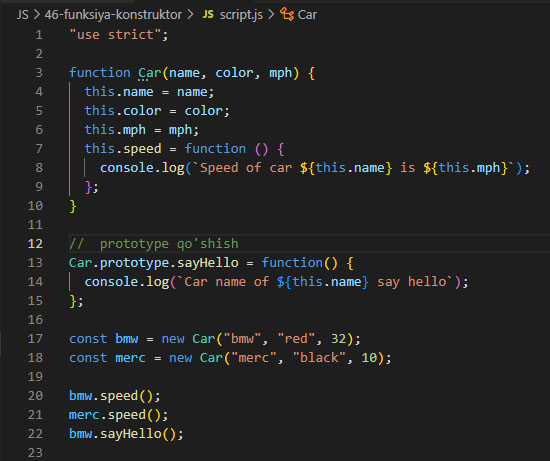 JS > 46-funksiya-konstruktor > JS script.js > Car
1 "use strict";
2
3 function Car(name, color, mph) {
4   this.name = name;
5   this.color = color;
6   this.mph = mph;
7   this.speed = function () {
8     console.log(`Speed of car ${this.name} is ${this.mph}`);
9   };
10 }
11
12 //  prototype qo'shish
13 Car.prototype.sayHello = function() {
14   console.log(`Car name of ${this.name} say hello`);
15 };
16
17 const bmw = new Car("bmw", "red", 32);
18 const merc = new Car("merc", "black", 10);
19
20 bmw.speed();
21 merc.speed();
22 bmw.sayHello();
23